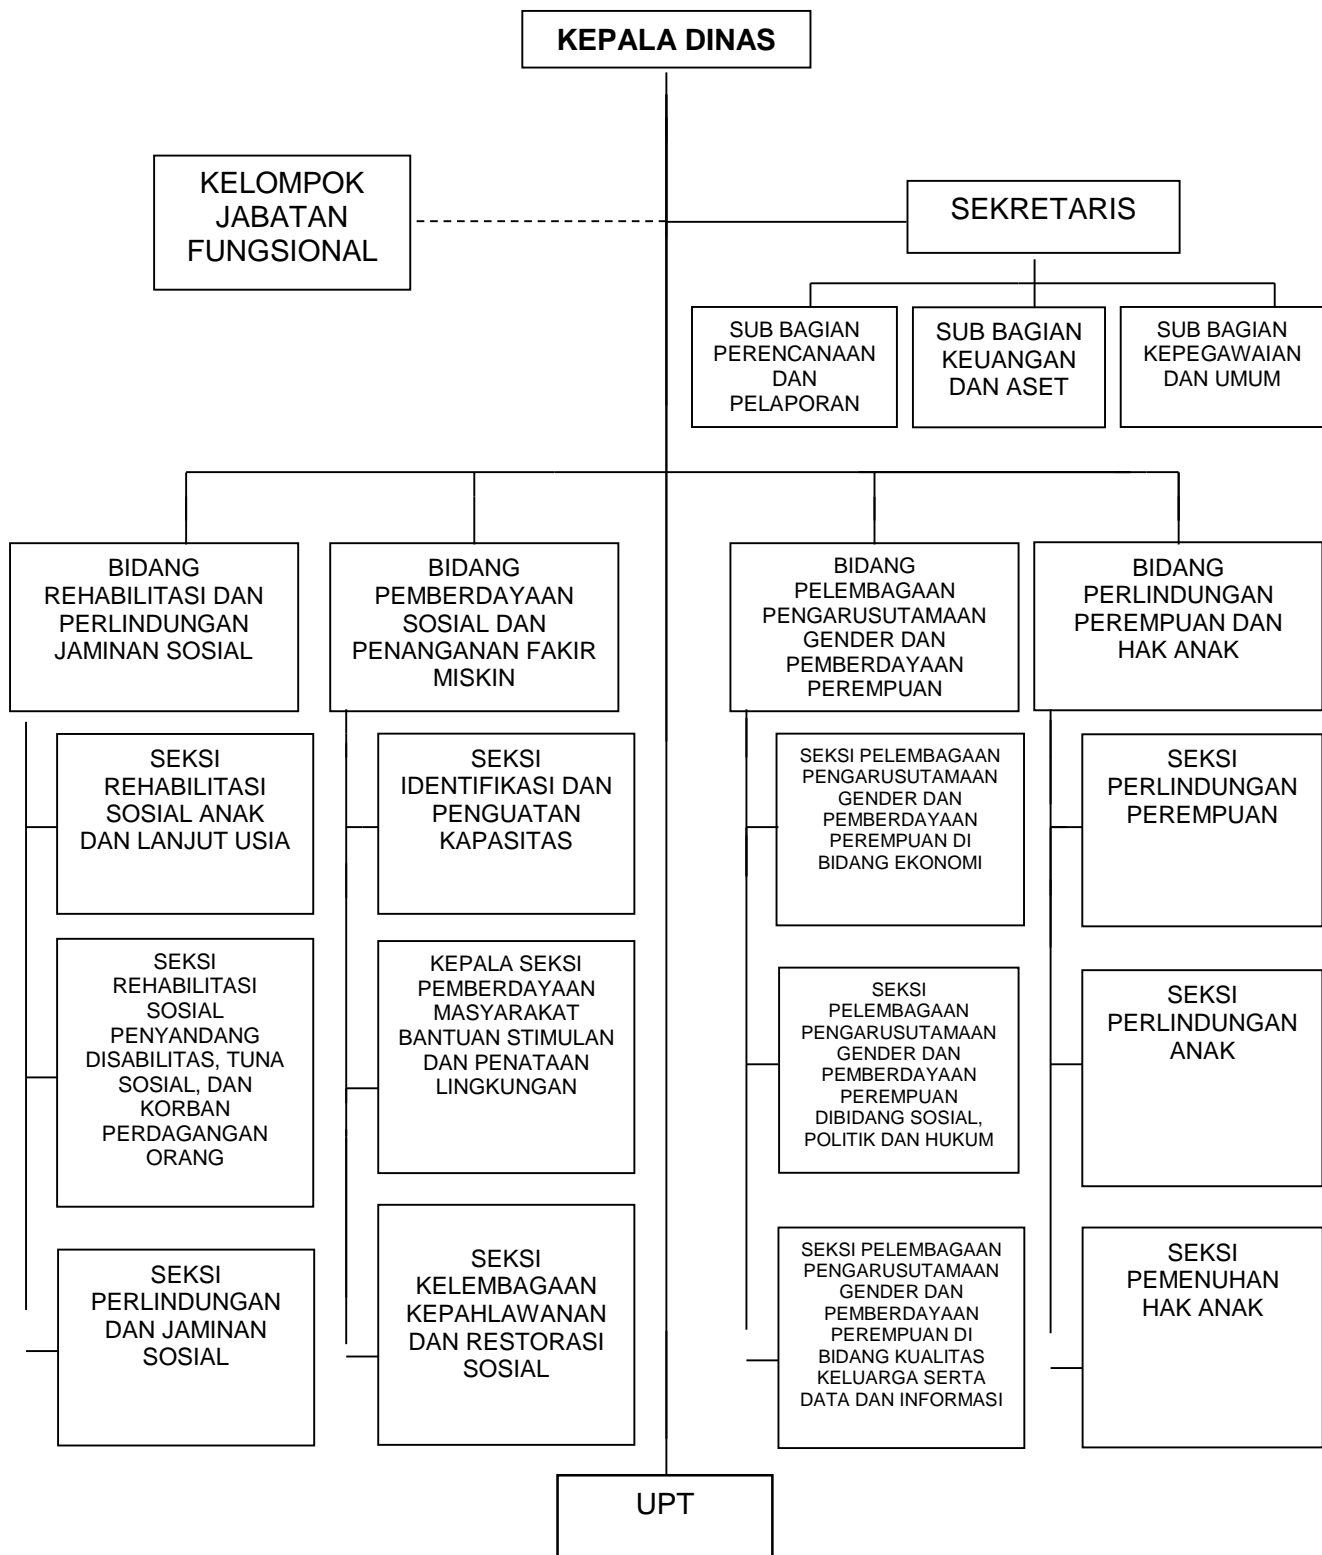 KEPALA DINAS
KELOMPOK
JABATAN
FUNGSIONAL
SEKRETARIS
SUB BAGIAN
PERENCANAAN
DAN
PELAPORAN
SUB BAGIAN
KEUANGAN
DAN ASET
SUB BAGIAN
KEPEGAWAIAN
DAN UMUM
BIDANG
REHABILITASI DAN
PERLINDUNGAN
JAMINAN SOSIAL
BIDANG
PEMBERDAYAAN
SOSIAL DAN
PENANGANAN FAKIR
MISKIN
BIDANG
PELEMBAGAAN
PENGARUSUTAMAAN
GENDER DAN
PEMBERDAYAAN
PEREMPUAN
BIDANG
PERLINDUNGAN
PEREMPUAN DAN
HAK ANAK
SEKSI
REHABILITASI
SOSIAL ANAK
DAN LANJUT USIA
SEKSI
IDENTIFIKASI DAN
PENGUATAN
KAPASITAS
SEKSI PELEMBAGAAN
PENGARUSUTAMAAN
GENDER DAN
PEMBERDAYAAN
PEREMPUAN DI
BIDANG EKONOMI
SEKSI
PERLINDUNGAN
PEREMPUAN
SEKSI
REHABILITASI
SOSIAL
PENYANDANG
DISABILITAS, TUNA
SOSIAL, DAN
KORBAN
PERDAGANGAN
ORANG
KEPALA SEKSI
PEMBERDAYAAN
MASYARAKAT
BANTUAN STIMULAN
DAN PENATAAN
LINGKUNGAN
SEKSI
PELEMBAGAAN
PENGARUSUTAMAAN
GENDER DAN
PEMBERDAYAAN
PEREMPUAN
DIBIDANG SOSIAL,
POLITIK DAN HUKUM
SEKSI
PERLINDUNGAN
ANAK
SEKSI
PERLINDUNGAN
DAN JAMINAN
SOSIAL
SEKSI
KELEMBAGAAN
KEPAHLAWANAN
DAN RESTORASI
SOSIAL
SEKSI PELEMBAGAAN
PENGARUSUTAMAAN
GENDER DAN
PEMBERDAYAAN
PEREMPUAN DI
BIDANG KUALITAS
KELUARGA SERTA
DATA DAN INFORMASI
SEKSI
PEMENUHAN
HAK ANAK
UPT